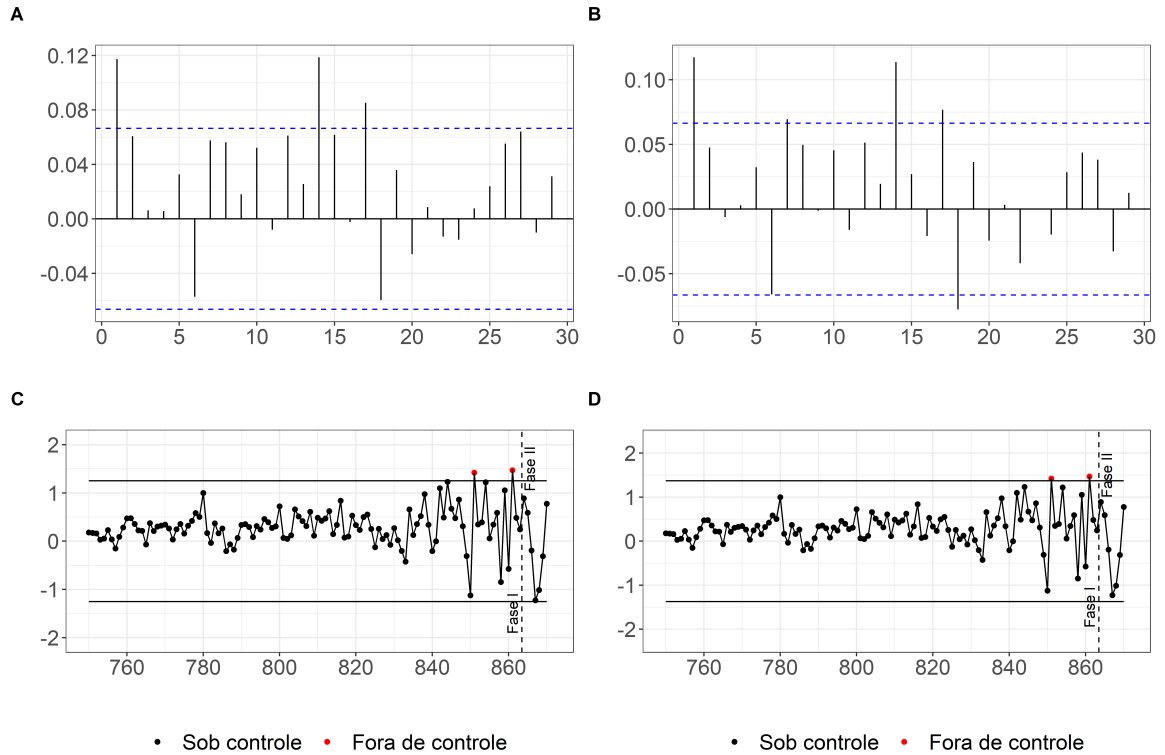 A
B
0.12
0.08
0.04
0.00
-0.04
0 5 10 15 20 25 30
0.10
0.05
0.00
-0.05
0 5 10 15 20 25 30
C
D
2
1
0
-1
-2
Fase II
Fase I
760 780 800 820 840 860
2
1
0
-1
-2
Fase II
Fase I
760 780 800 820 840 860
Sob controle Fora de controle
Sob controle Fora de controle